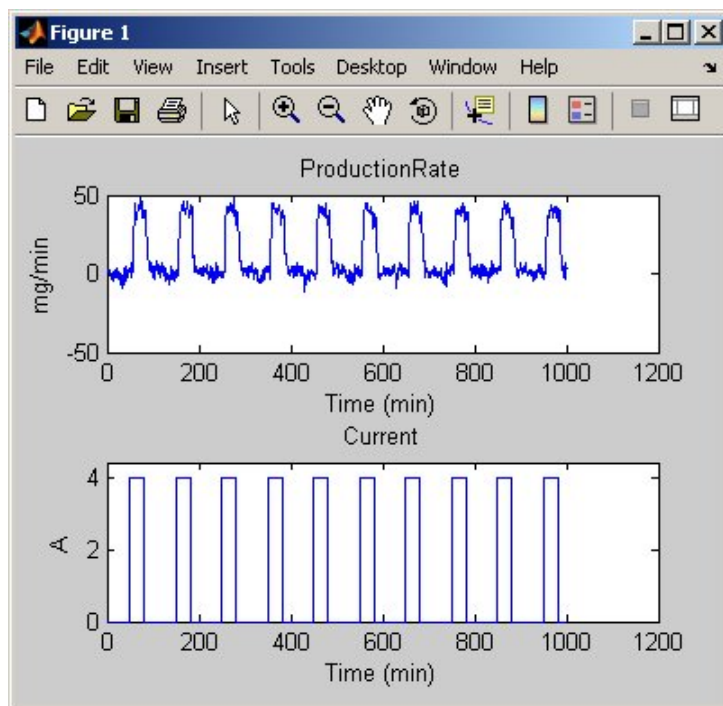 Figure 1
File Edit View Insert Tools Desktop Window Help
ProductionRate
50
0
-50
mg/min
0 200 400 600 800 1000 1200
Time (min)
Current
4
2
0
A
0 200 400 600 800 1000 1200
Time (min)